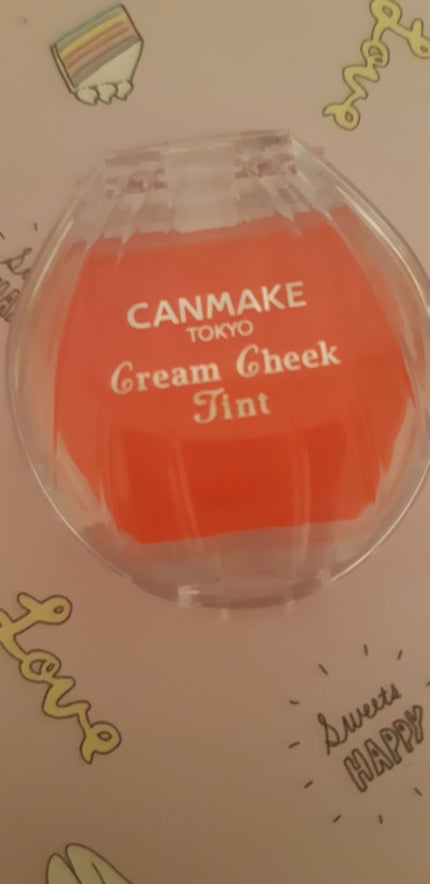 Love
CANMAKE
TOKYO
Cream Cheek
Tint
Love
Sweets
HAPPY